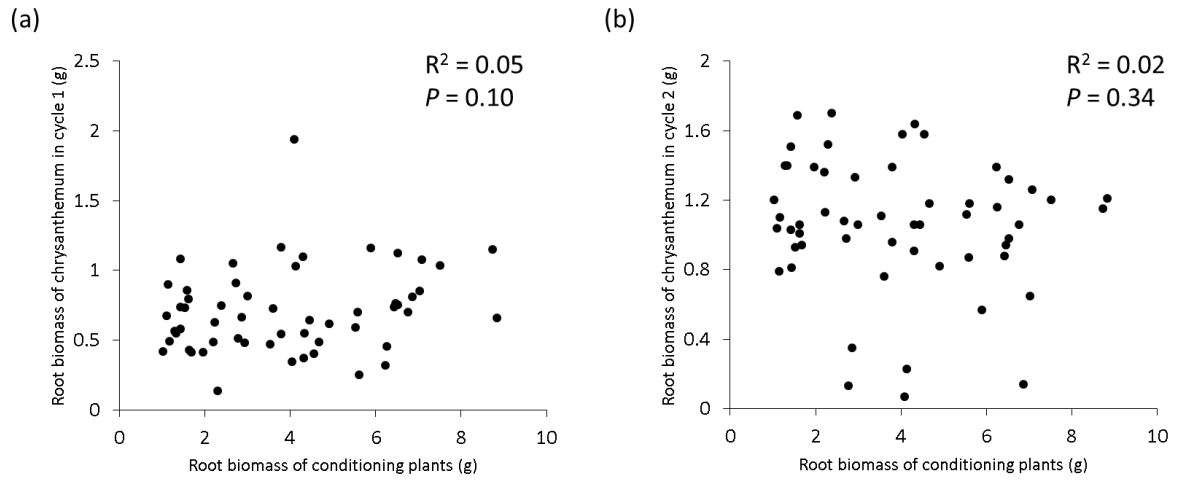 (a)
R² = 0.05
P = 0.10
Root biomass of chrysanthemum in cycle 1 (g)
2.5
2
1.5
1
0.5
0
0 2 4 6 8 10
Root biomass of conditioning plants (g)
(b)
R² = 0.02
P = 0.34
Root biomass of chrysanthemum in cycle 2 (g)
2
1.6
1.2
0.8
0.4
0
0 2 4 6 8 10
Root biomass of conditioning plants (g)